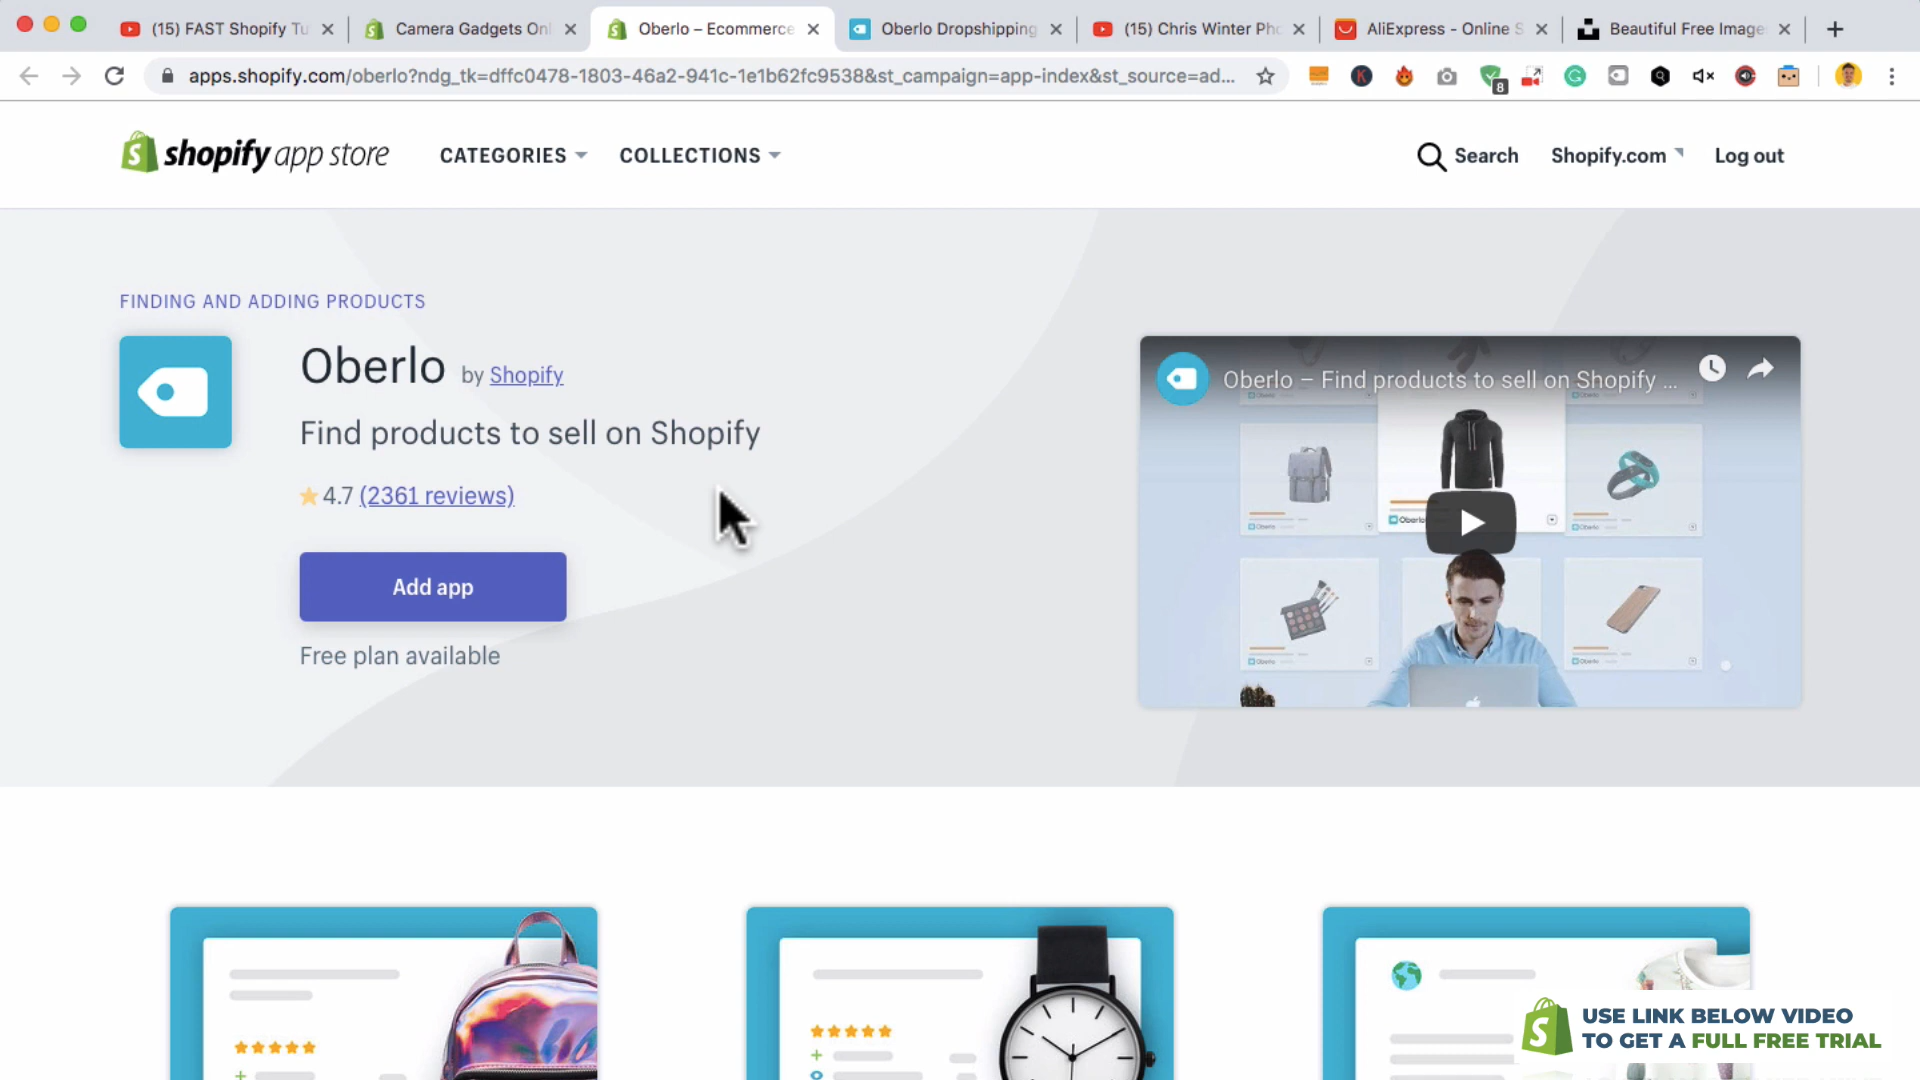 (15) FAST Shopify Tu
Camera Gadgets Onl
Oberlo – Ecommerce
Oberlo Dropshipping
(15) Chris Winter Pho
AliExpress - Online S
Beautiful Free Image
apps.shopify.com/oberlo?ndg_tk=dffc0478-1803-46a2-941c-1e1b62fc9538&st_campaign=app-index&st_source=ad...
8
shopify app store
CATEGORIES
COLLECTIONS
Search
Shopify.com
Log out
FINDING AND ADDING PRODUCTS
Oberlo by Shopify
Find products to sell on Shopify
4.7 (2361 reviews)
Add app
Free plan available
Oberlo – Find products to sell on Shopify ...
Oberlo
USE LINK BELOW VIDEO
TO GET A FULL FREE TRIAL